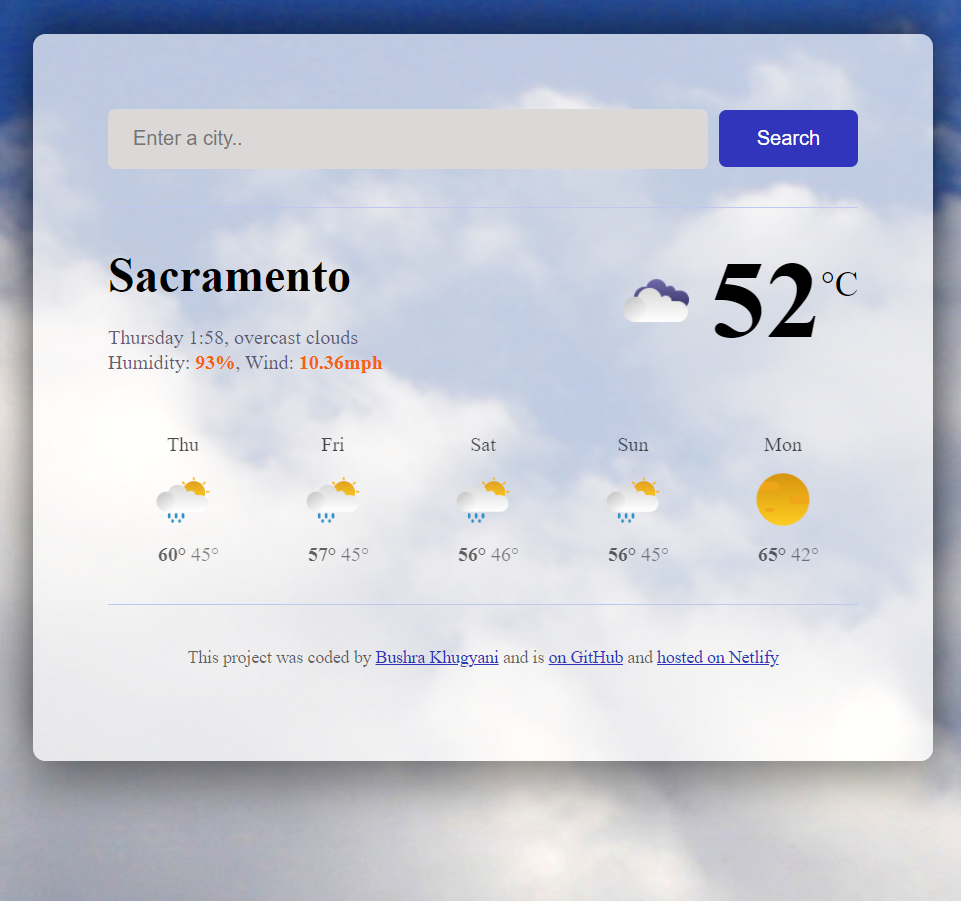 Enter a city..
Search
Sacramento
52 °C
Thursday 1:58, overcast clouds
Humidity: 93%, Wind: 10.36mph
Thu Fri Sat Sun Mon
60° 45° 57° 45° 56° 46° 56° 45° 65° 42°
This project was coded by Bushra Khugyani and is on GitHub and hosted on Netlify